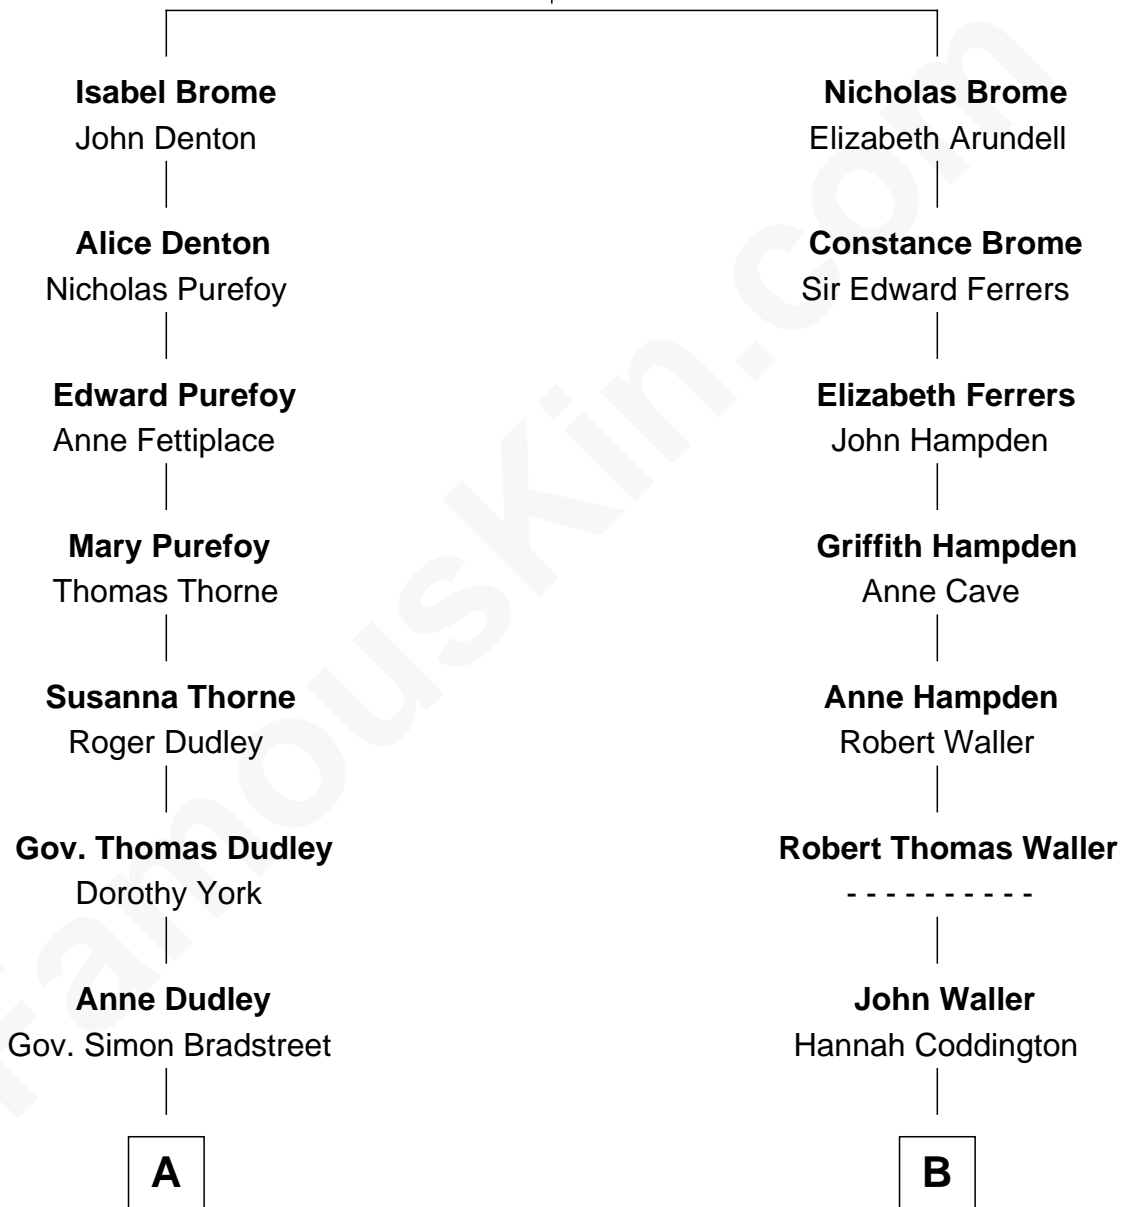 Isabel Brome
John Denton
Nicholas Brome
Elizabeth Arundell
Alice Denton
Nicholas Purefoy
Constance Brome
Sir Edward Ferrers
Edward Purefoy
Anne Fettiplace
Elizabeth Ferrers
John Hampden
Mary Purefoy
Thomas Thorne
Griffith Hampden
Anne Cave
Susanna Thorne
Roger Dudley
Anne Hampden
Robert Waller
Gov. Thomas Dudley
Dorothy York
Robert Thomas Waller
- - - - - - - - - -
Anne Dudley
Gov. Simon Bradstreet
John Waller
Hannah Coddington
A
B
FamousKin.com